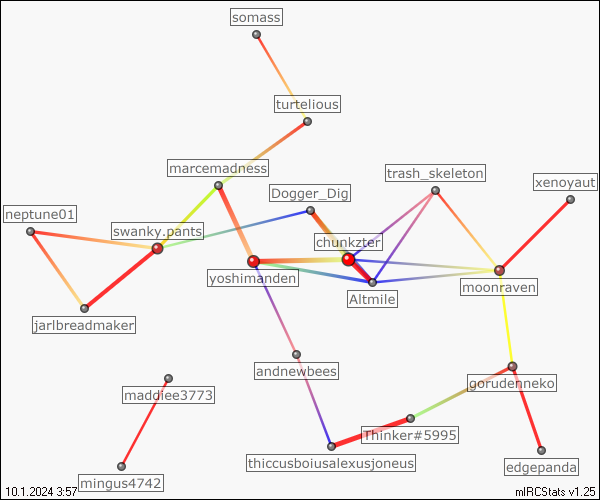 somass
turtelious
marcemadness
trash_skeleton
xenoyaut
Dogger_Dig
neptune01
swanky.pants
chunkzter
yoshimanden
moonraven
Altmile
jarlbreadmaker
andnewbees
gorudenneko
maddiee3773
Thinker#5995
thiccusboiusalexusjoneus
edgepanda
mingus4742
10.1.2024 3:57
mIRCStats v1.25